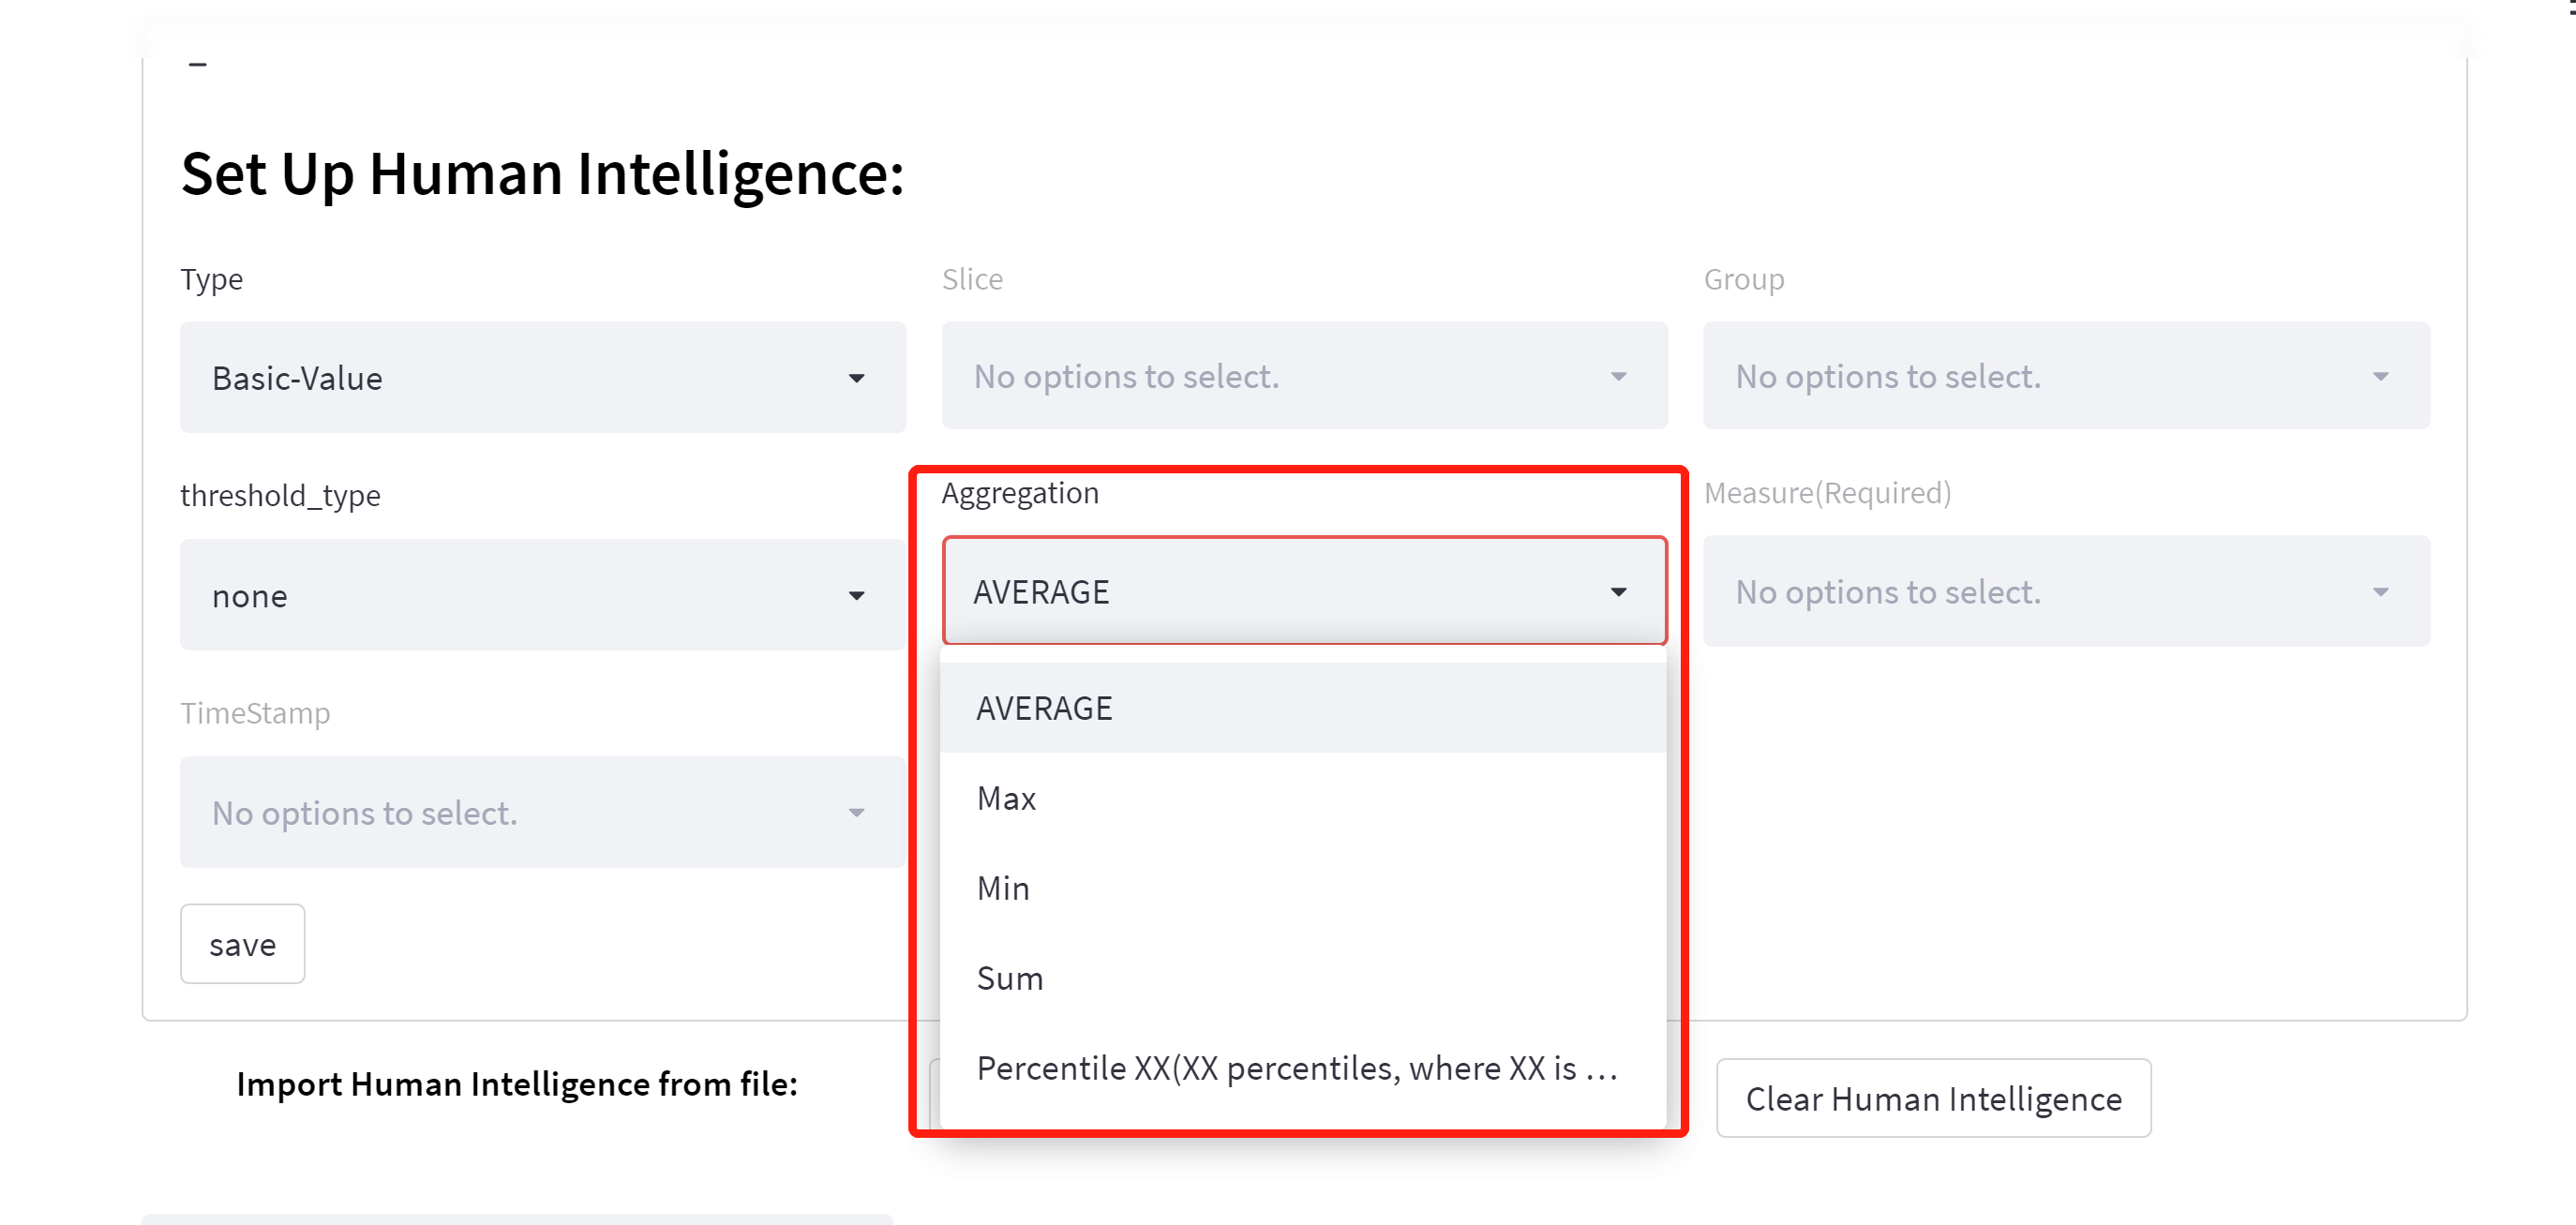 Set Up Human Intelligence:
Type
Slice
Group
Basic-Value
No options to select.
No options to select.
threshold_type
Aggregation
Measure(Required)
none
AVERAGE
No options to select.
AVERAGE
TimeStamp
Max
No options to select.
Min
save
Sum
Percentile XX(XX percentiles, where XX is ...
Import Human Intelligence from file:
Clear Human Intelligence